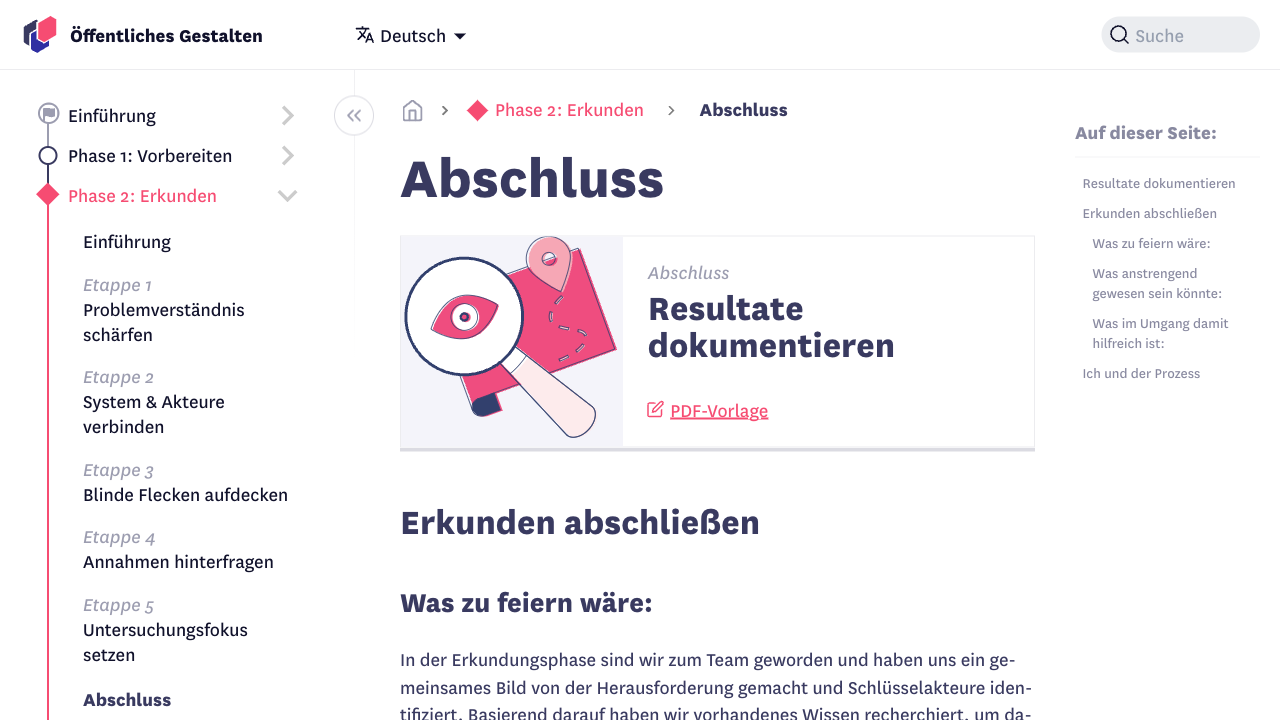 Öffentliches Gestalten
Deutsch
Suche
Einführung
Phase 1: Vorbereiten
Phase 2: Erkunden
Einführung
Etappe 1
Problemverständnis
schärfen
Etappe 2
System & Akteure
verbinden
Etappe 3
Blinde Flecken aufdecken
Etappe 4
Annahmen hinterfragen
Etappe 5
Untersuchungsfokus
setzen
Abschluss
Phase 2: Erkunden
Abschluss
Abschluss
Abschluss
Resultate
dokumentieren
PDF-Vorlage
Erkunden abschließen
Was zu feiern wäre:
In der Erkundungsphase sind wir zum Team geworden und haben uns ein ge-
meinsames Bild von der Herausforderung gemacht und Schlüsselakteure iden-
tifiziert. Basierend darauf haben wir vorhandenes Wissen recherchiert, um da-
Auf dieser Seite:
Resultate dokumentieren
Erkunden abschließen
Was zu feiern wäre:
Was anstrengend
gewesen sein könnte:
Was im Umgang damit
hilfreich ist:
Ich und der Prozess